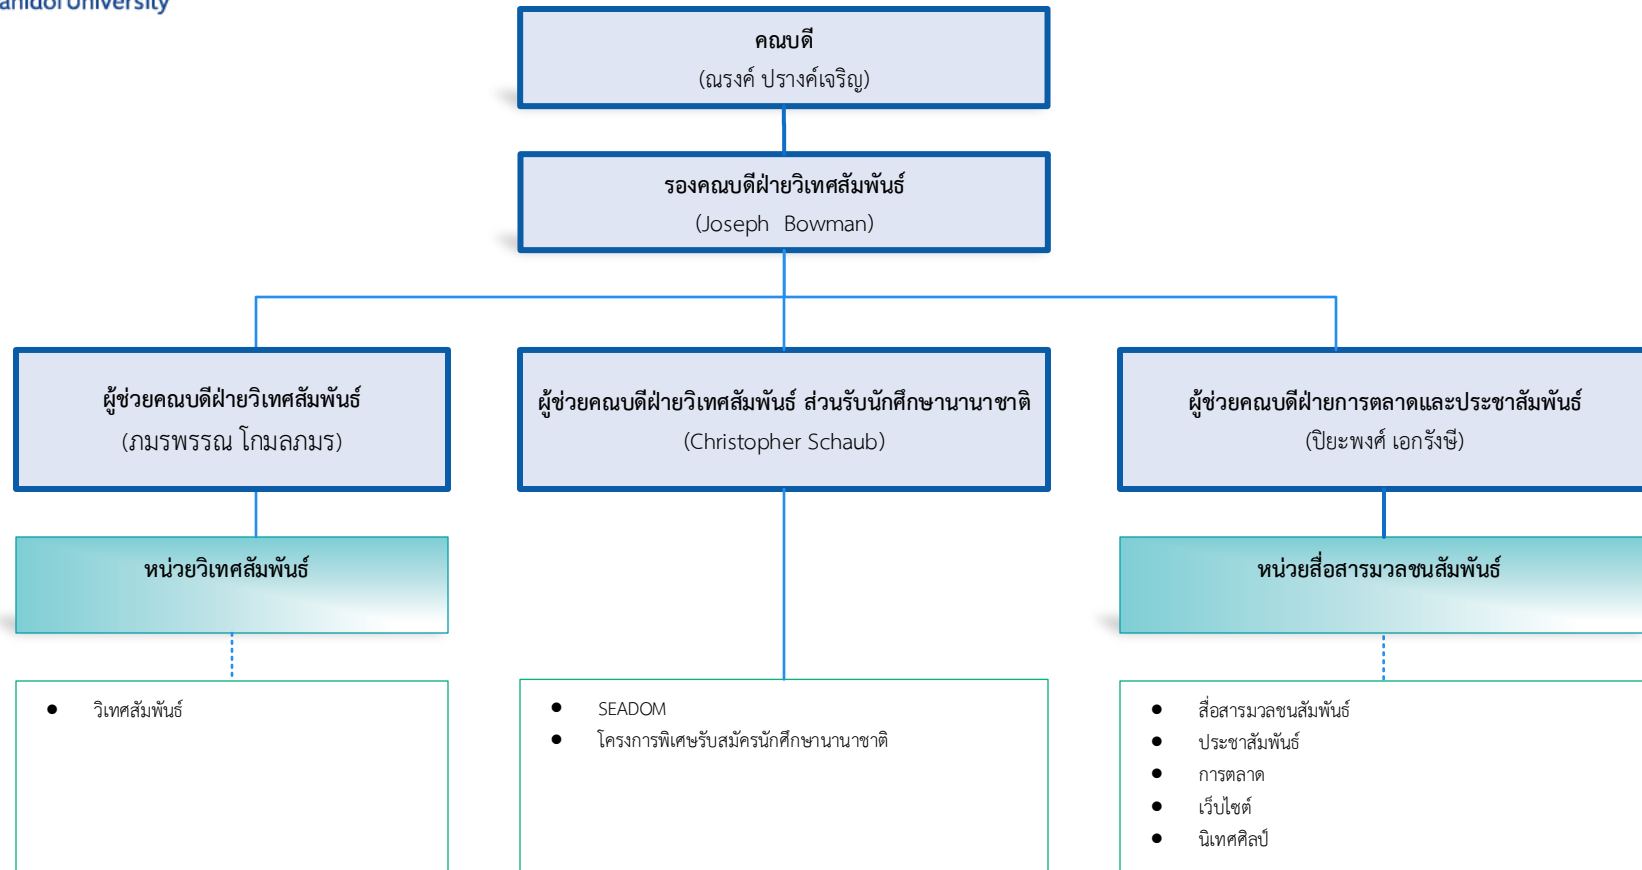 University
คณบดี
(ณรงค์ ปรางค์เจริญ)
รองคณบดีฝ่ายวิเทศสัมพันธ์
(Joseph Bowman)
ผู้ช่วยคณบดีฝ่ายวิเทศสัมพันธ์
(ภมรพรรณ โกมลภมร)
ผู้ช่วยคณบดีฝ่ายวิเทศสัมพันธ์ ส่วนรับนักศึกษานานาชาติ
(Christopher Schaub)
ผู้ช่วยคณบดีฝ่ายการตลาดและประชาสัมพันธ์
(ปิยะพงศ์ เอกรังษี)
หน่วยวิเทศสัมพันธ์
หน่วยสื่อสารมวลชนสัมพันธ์
● วิเทศสัมพันธ์
● SEADOM
● โครงการพิเศษรับสมัครนักศึกษานานาชาติ
● สื่อสารมวลชนสัมพันธ์
● ประชาสัมพันธ์
● การตลาด
● เว็บไซต์
● นิเทศศิลป์